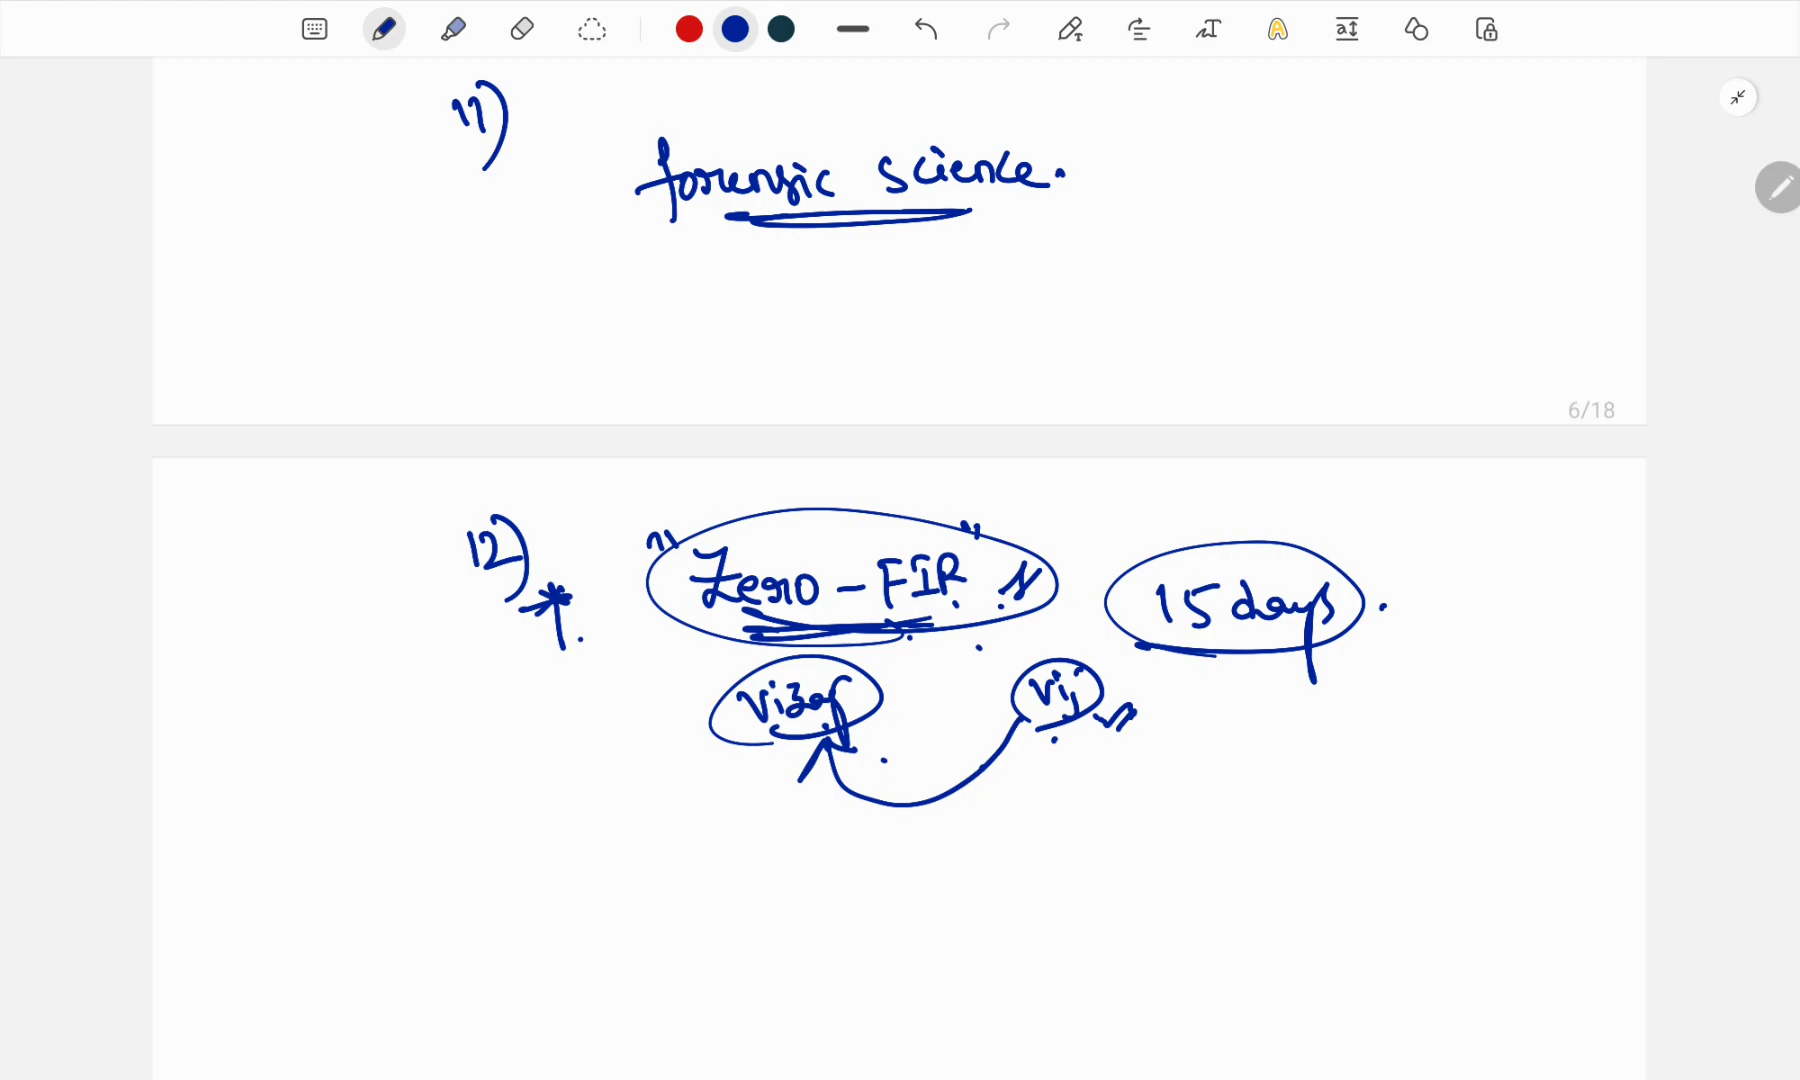 11)
forensic science.
6/18
12) "Zero - FIR" 15 days.
vizag vij